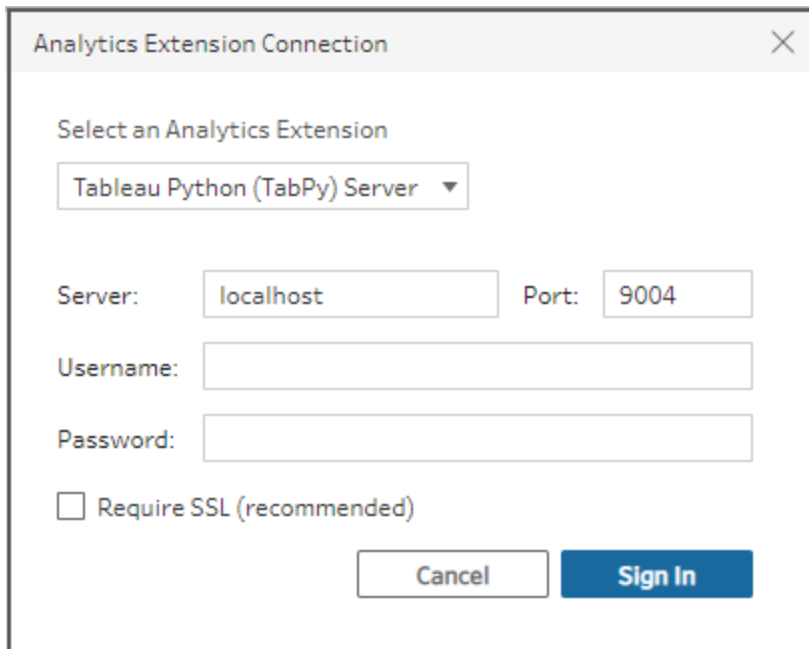 Analytics Extension Connection
Select an Analytics Extension
Tableau Python (TabPy) Server
Server: localhost Port: 9004
Username:
Password:
Require SSL (recommended)
Cancel Sign In